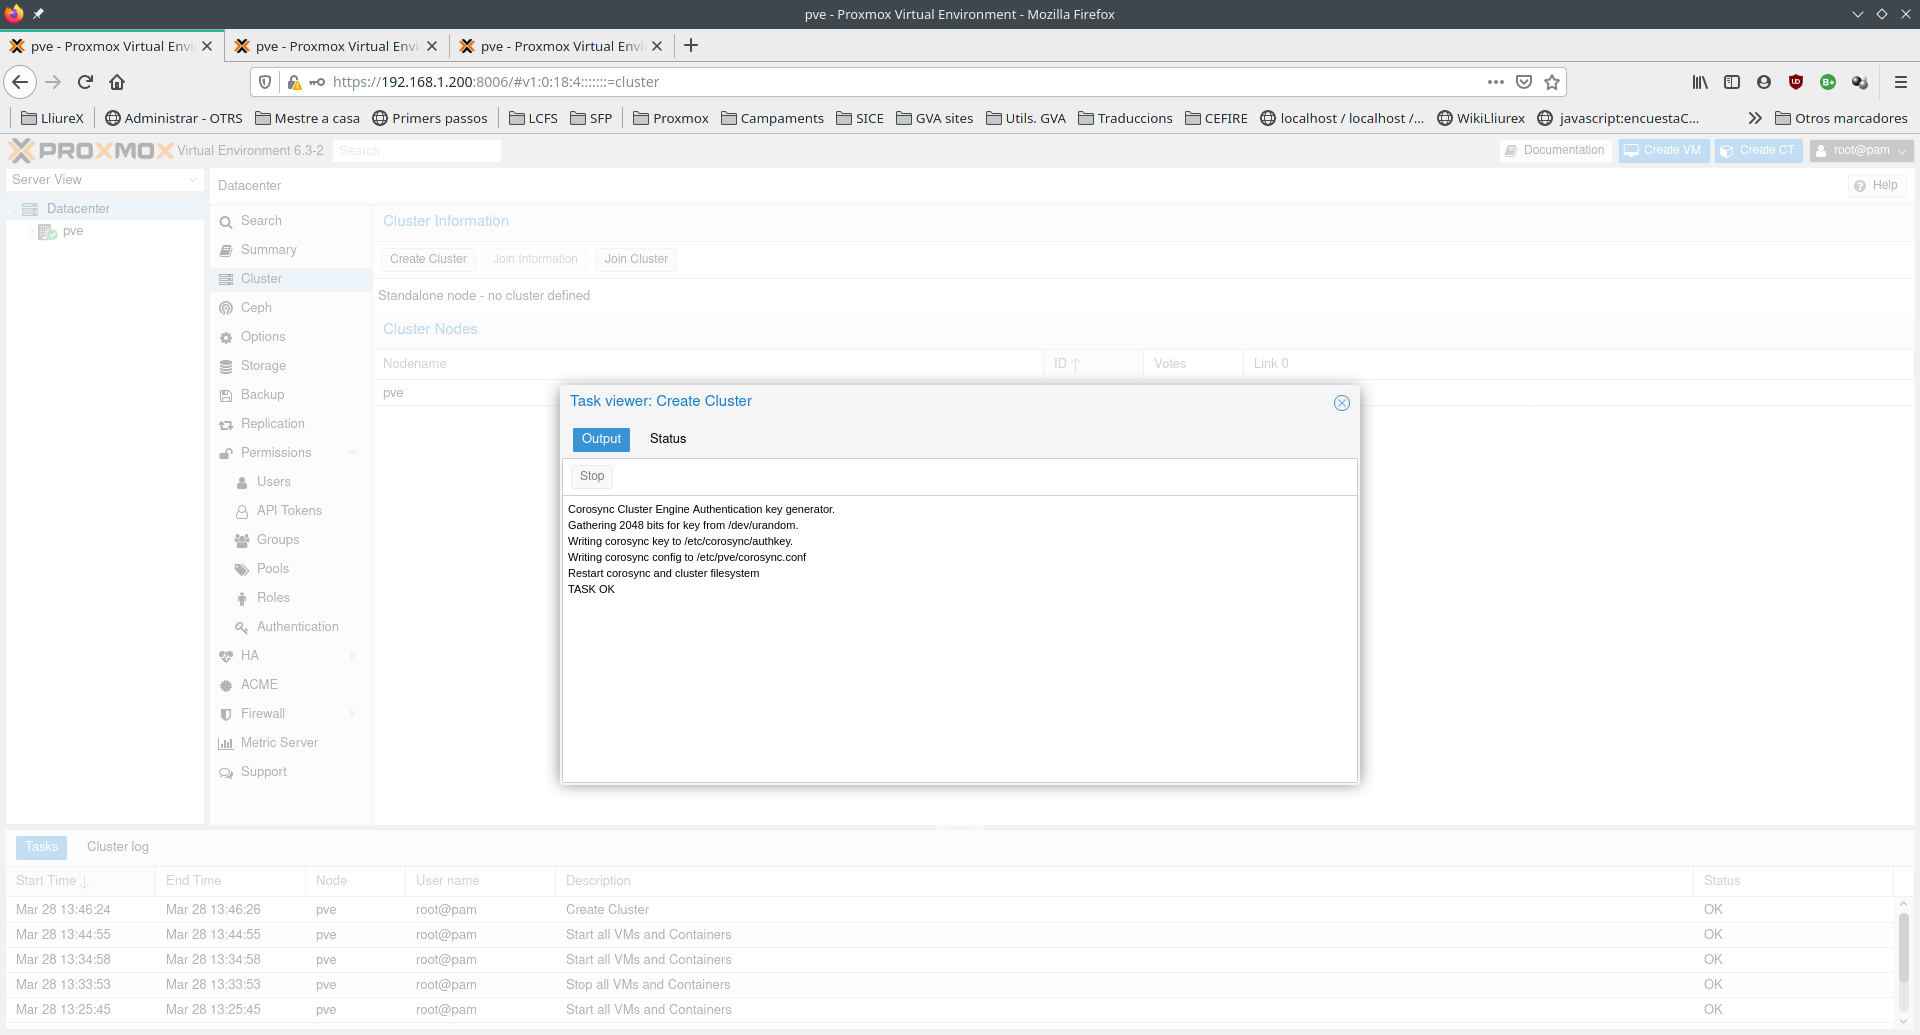 pve - Proxmox Virtual Environment - Mozilla Firefox
pve - Proxmox Virtual Envi
pve - Proxmox Virtual Envi
pve - Proxmox Virtual Envi
https://192.168.1.200:8006/#v1:0:18:4:::::::=cluster
LliureX
Administrar - OTRS
Mestre a casa
Primers passos
LCFS
SFP
Proxmox
Campaments
SICE
GVA sites
Utils. GVA
Traduccions
CEFIRE
localhost / localhost /...
WikiLliurex
javascript:encuestaC...
Otros marcadores
PROXMOX Virtual Environment 6.3-2
Search
Documentation
Create VM
Create CT
root@pam
Server View
Datacenter
pve
Datacenter
Help
Search
Summary
Cluster
Ceph
Options
Storage
Backup
Replication
Permissions
Users
API Tokens
Groups
Pools
Roles
Authentication
HA
ACME
Firewall
Metric Server
Support
Cluster Information
Create Cluster
Join Information
Join Cluster
Standalone node - no cluster defined
Cluster Nodes
Nodename ID Votes Link 0
pve
Task viewer: Create Cluster
Output
Status
Stop
Corosync Cluster Engine Authentication key generator.
Gathering 2048 bits for key from /dev/urandom.
Writing corosync key to /etc/corosync/authkey.
Writing corosync config to /etc/pve/corosync.conf
Restart corosync and cluster filesystem
TASK OK
Tasks
Cluster log
Start Time End Time Node User name Description Status
Mar 28 13:46:24 Mar 28 13:46:26 pve root@pam Create Cluster OK
Mar 28 13:44:55 Mar 28 13:44:55 pve root@pam Start all VMs and Containers OK
Mar 28 13:34:58 Mar 28 13:34:58 pve root@pam Start all VMs and Containers OK
Mar 28 13:33:53 Mar 28 13:33:53 pve root@pam Stop all VMs and Containers OK
Mar 28 13:25:45 Mar 28 13:25:45 pve root@pam Start all VMs and Containers OK